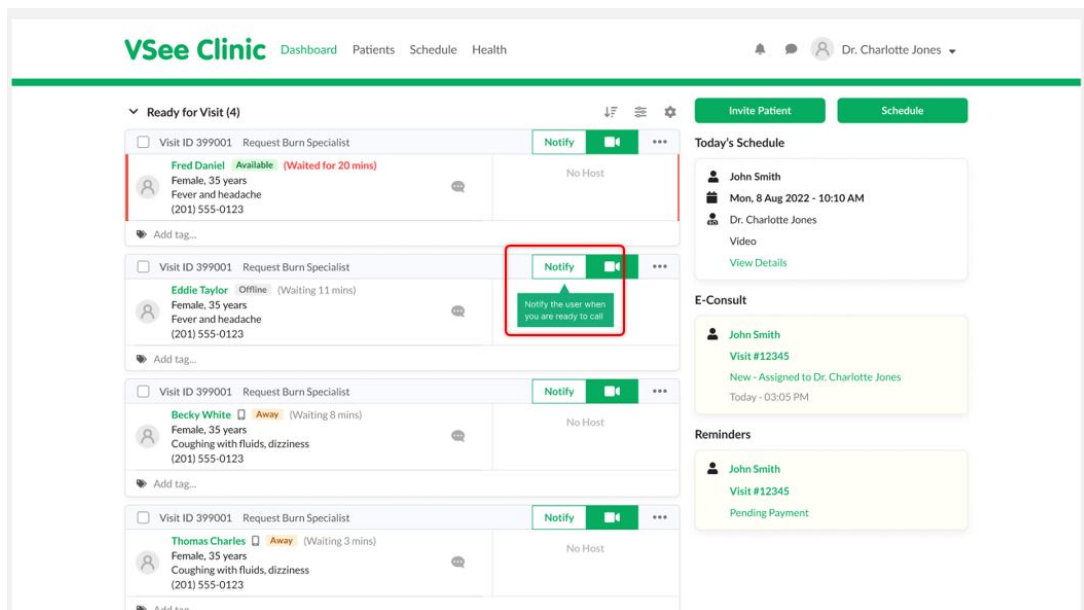 VSee Clinic Dashboard Patients Schedule Health Dr. Charlotte Jones
Ready for Visit (4)
Visit ID 399001 Request Burn Specialist Notify
Fred Daniel Available (Waited for 20 mins)
Female, 35 years
Fever and headache
(201) 555-0123
No Host
Add tag...
Visit ID 399001 Request Burn Specialist Notify
Eddie Taylor Offline (Waiting 11 mins)
Female, 35 years
Fever and headache
(201) 555-0123
Notify the user when
you are ready to call
Add tag...
Visit ID 399001 Request Burn Specialist Notify
Becky White Away (Waiting 8 mins)
Female, 35 years
Coughing with fluids, dizziness
(201) 555-0123
No Host
Add tag...
Visit ID 399001 Request Burn Specialist Notify
Thomas Charles Away (Waiting 3 mins)
Female, 35 years
Coughing with fluids, dizziness
(201) 555-0123
No Host
Add tag...
Invite Patient Schedule
Today's Schedule
John Smith
Mon, 8 Aug 2022 - 10:10 AM
Dr. Charlotte Jones
Video
View Details
E-Consult
John Smith
Visit #12345
New - Assigned to Dr. Charlotte Jones
Today - 03:05 PM
Reminders
John Smith
Visit #12345
Pending Payment